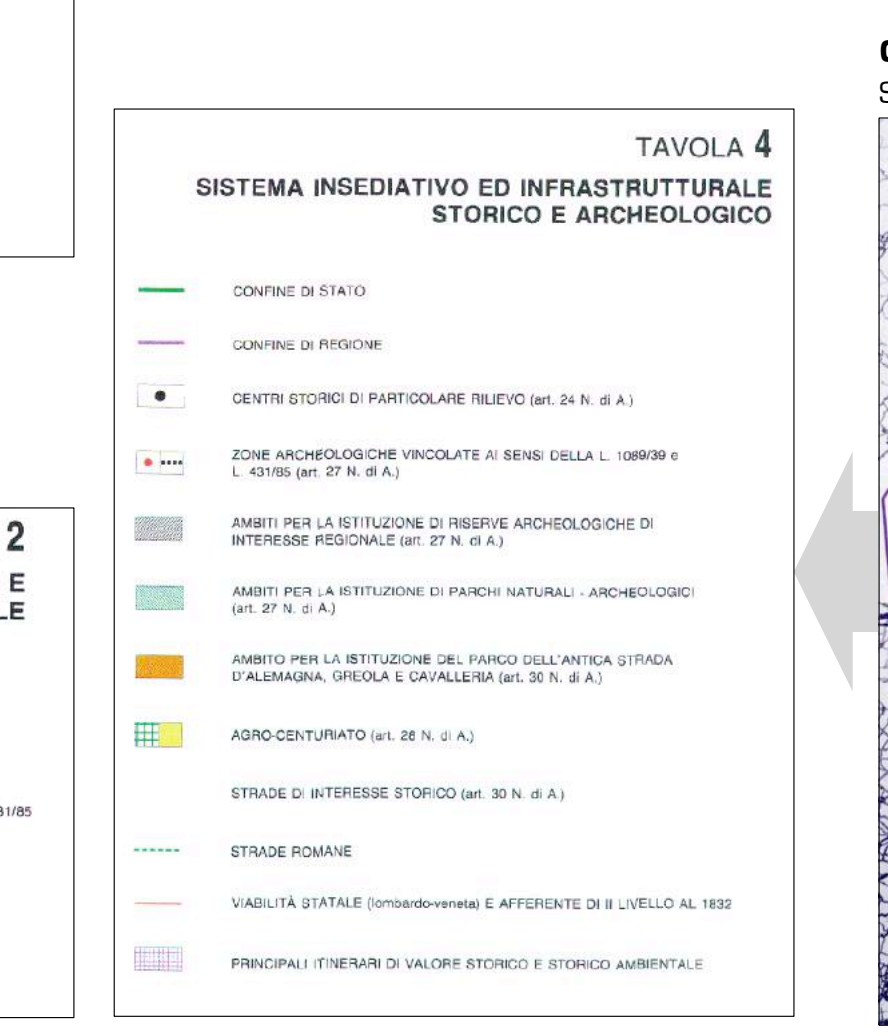 TAVOLA 4
SISTEMA INSEDIATIVO ED INFRASTRUTTURALE
STORICO E ARCHEOLOGICO
CONFINE DI STATO
CONFINE DI REGIONE
CENTRI STORICI DI PARTICOLARE RILIEVO (art. 24 N. di A.)
ZONE ARCHEOLOGICHE VINCOLATE AI SENSI DELLA L. 1089/39 e
L. 431/85 (art. 27 N. di A.)
AMBITI PER LA ISTITUZIONE DI RISERVE ARCHEOLOGICHE DI
INTERESSE REGIONALE (art. 27 N. di A.)
AMBITI PER LA ISTITUZIONE DI PARCHI NATURALI - ARCHEOLOGICI
(art. 27 N. di A.)
AMBITO PER LA ISTITUZIONE DEL PARCO DELL'ANTICA STRADA
D'ALEMAGNA, GREOLA E CAVALLERIA (art. 30 N. di A.)
AGRO-CENTURIATO (art. 28 N. di A.)
STRADE DI INTERESSE STORICO (art. 30 N. di A.)
STRADE ROMANE
VIABILITÀ STATALE (lombardo-veneta) E AFFERENTE DI II LIVELLO AL 1832
PRINCIPALI ITINERARI DI VALORE STORICO E STORICO AMBIENTALE
2
E
LE
31/85